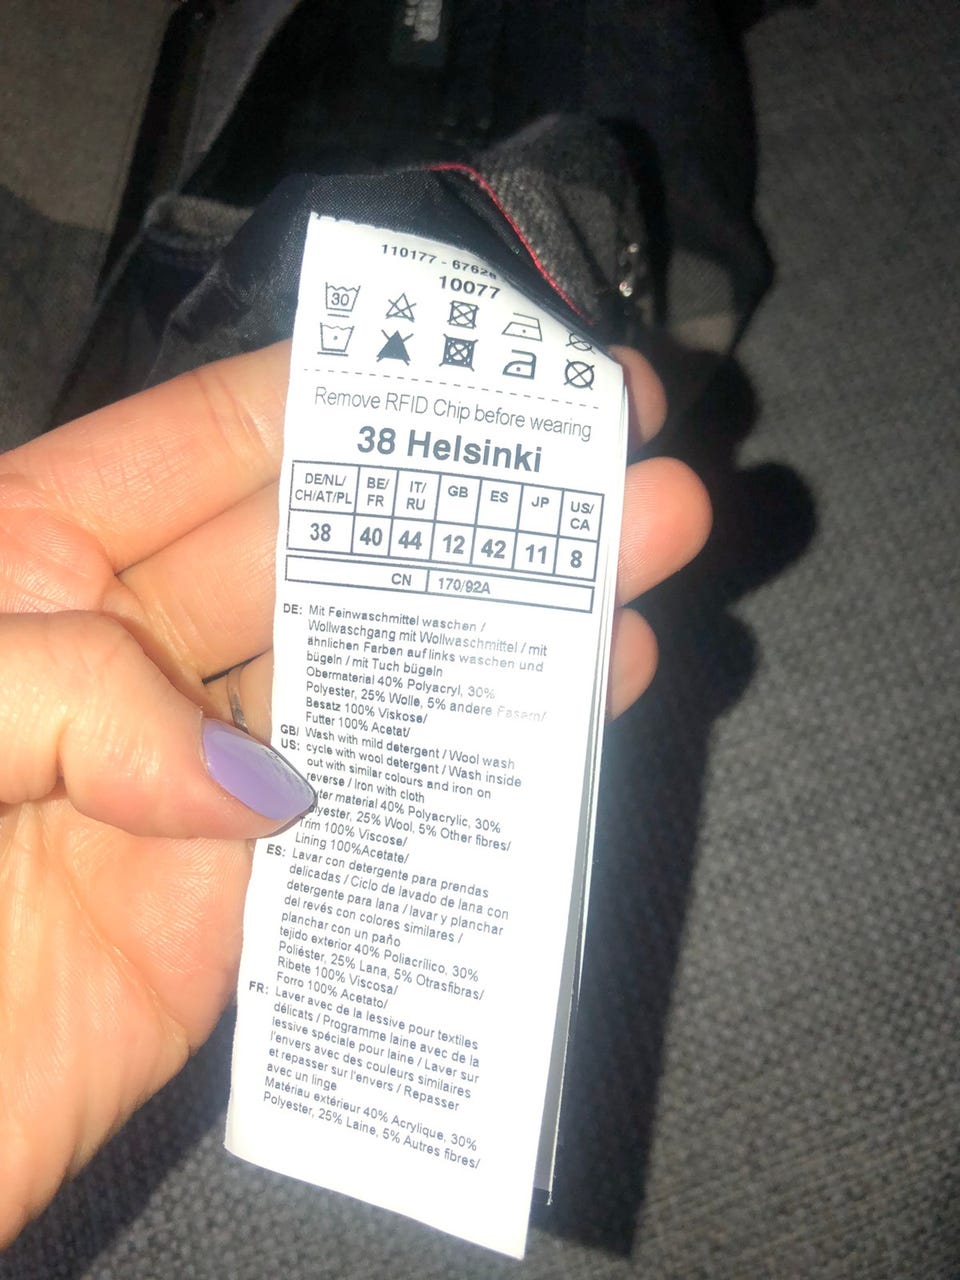 110177 - 67626
10077
30
Remove RFID Chip before wearing
38 Helsinki
DE/NL/ BE/ IT/ GB ES JP US/
CH/AT/PL FR RU CA
38 40 44 12 42 11 8
CN 170/92A
DE: Mit Feinwaschmittel waschen /
Wollwaschgang mit Wollwaschmittel / mit
ähnlichen Farben auf links waschen und
bügeln / mit Tuch bügeln
Obermaterial 40% Polyacryl, 30%
Polyester, 25% Wolle, 5% andere Fasern/
Besatz 100% Viskose/
Futter 100% Acetat/
GB/ Wash with mild detergent / Wool wash
US: cycle with wool detergent / Wash inside
out with similar colours and iron on
reverse / Iron with cloth
material 40% Polyacrylic, 30%
25% Wool, 5% Other fibres/
Trim 100% Viscose/
Lining 100%Acetate/
ES: Lavar con detergente para prendas
delicadas / Ciclo de lavado de lana con
detergente para lana / lavar y planchar
del revés con colores similares /
planchar con un paño
tejido exterior 40% Poliacrílico, 30%
Poliéster, 25% Lana, 5% Otrasfibras/
Ribete 100% Viscosa/
Forro 100% Acetato/
FR: Laver avec de la lessive pour textiles
délicats / Programme laine avec de la
lessive spéciale pour laine / Laver sur
l'envers avec des couleurs similaires
et repasser sur l'envers / Repasser
avec un linge
Matériau extérieur 40% Acrylique, 30%
Polyester, 25% Laine, 5% Autres fibres/